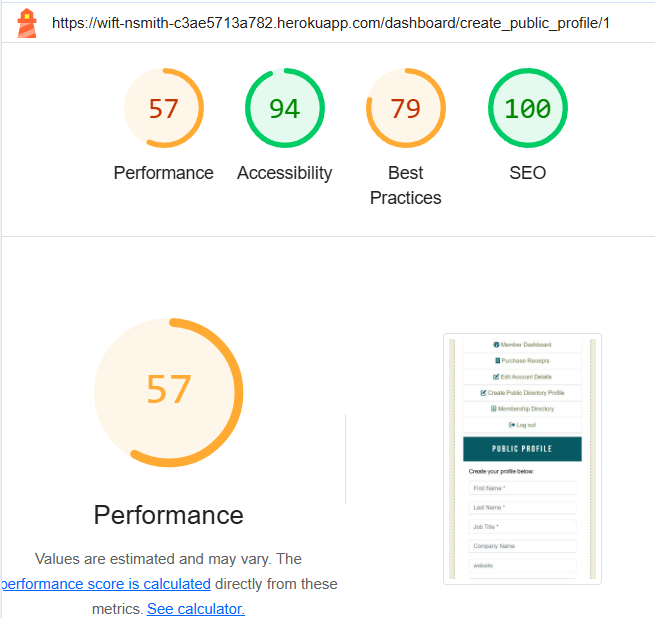 https://wift-nsmith-c3ae5713a782.herokuapp.com/dashboard/create_public_profile/1
57
94
79
100
Performance
Accessibility
Best
Practices
SEO
57
Performance
Values are estimated and may vary. The
performance score is calculated directly from these
metrics. See calculator.
Member Dashboard
Purchase Receipts
Edit Account Details
Create Public Directory Profile
Membership Directory
Log out
PUBLIC PROFILE
Create your profile below:
First Name *
Last Name *
Job Title *
Company Name
website